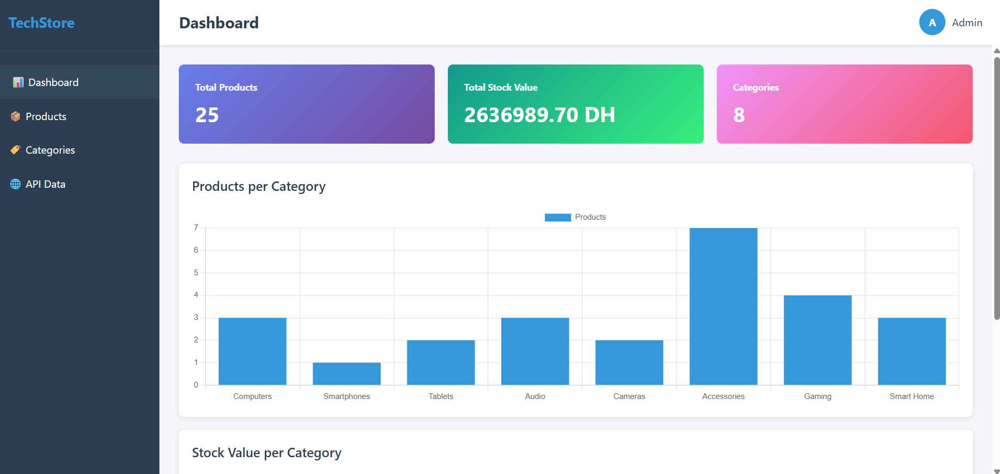 TechStore
Dashboard
Products
Categories
API Data
Dashboard
A
Admin
Total Products
25
Total Stock Value
2636989.70 DH
Categories
8
Products per Category
Products
7
6
5
4
3
2
1
0
Computers Smartphones Tablets Audio Cameras Accessories Gaming Smart Home
Stock Value per Category